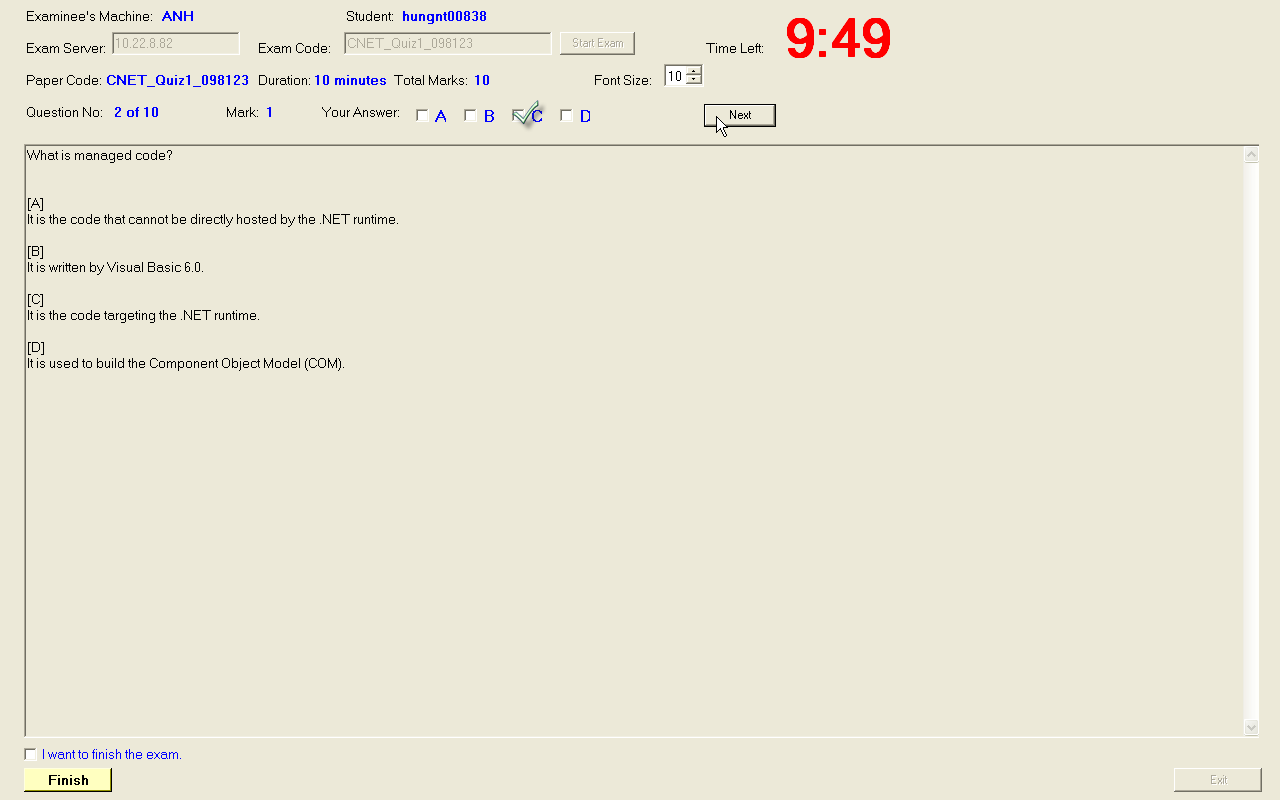 Examinee's Machine: ANH Student: hungnt00838
Exam Server: 10.22.8.82 Exam Code: CNET_Quiz1_098123 Start Exam Time Left: 9:49
Paper Code: CNET_Quiz1_098123 Duration: 10 minutes Total Marks: 10 Font Size: 10
Question No: 2 of 10 Mark: 1 Your Answer: A B C D Next
What is managed code?
[A]
It is the code that cannot be directly hosted by the .NET runtime.
[B]
It is written by Visual Basic 6.0.
[C]
It is the code targeting the .NET runtime.
[D]
It is used to build the Component Object Model (COM).
I want to finish the exam.
Finish Exit